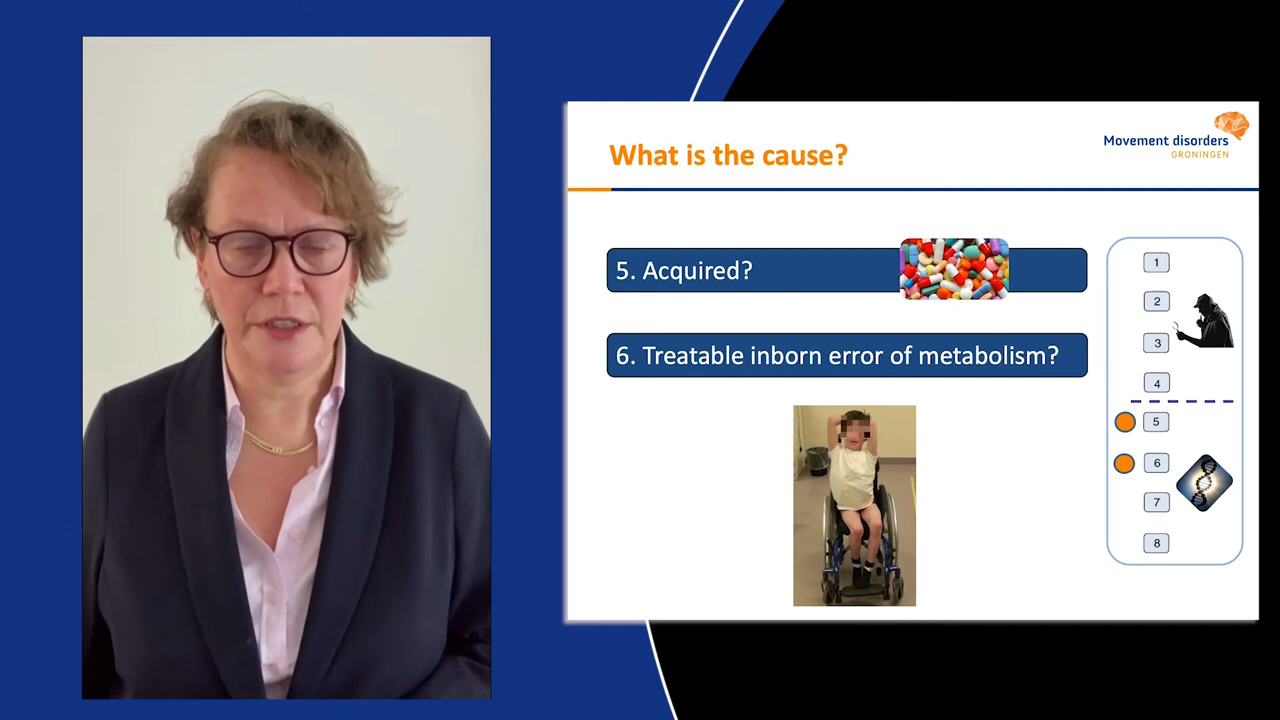 What is the cause?
Movement disorders
GRONINGEN
5. Acquired?
6. Treatable inborn error of metabolism?
1
2
3
4
5
6
7
8